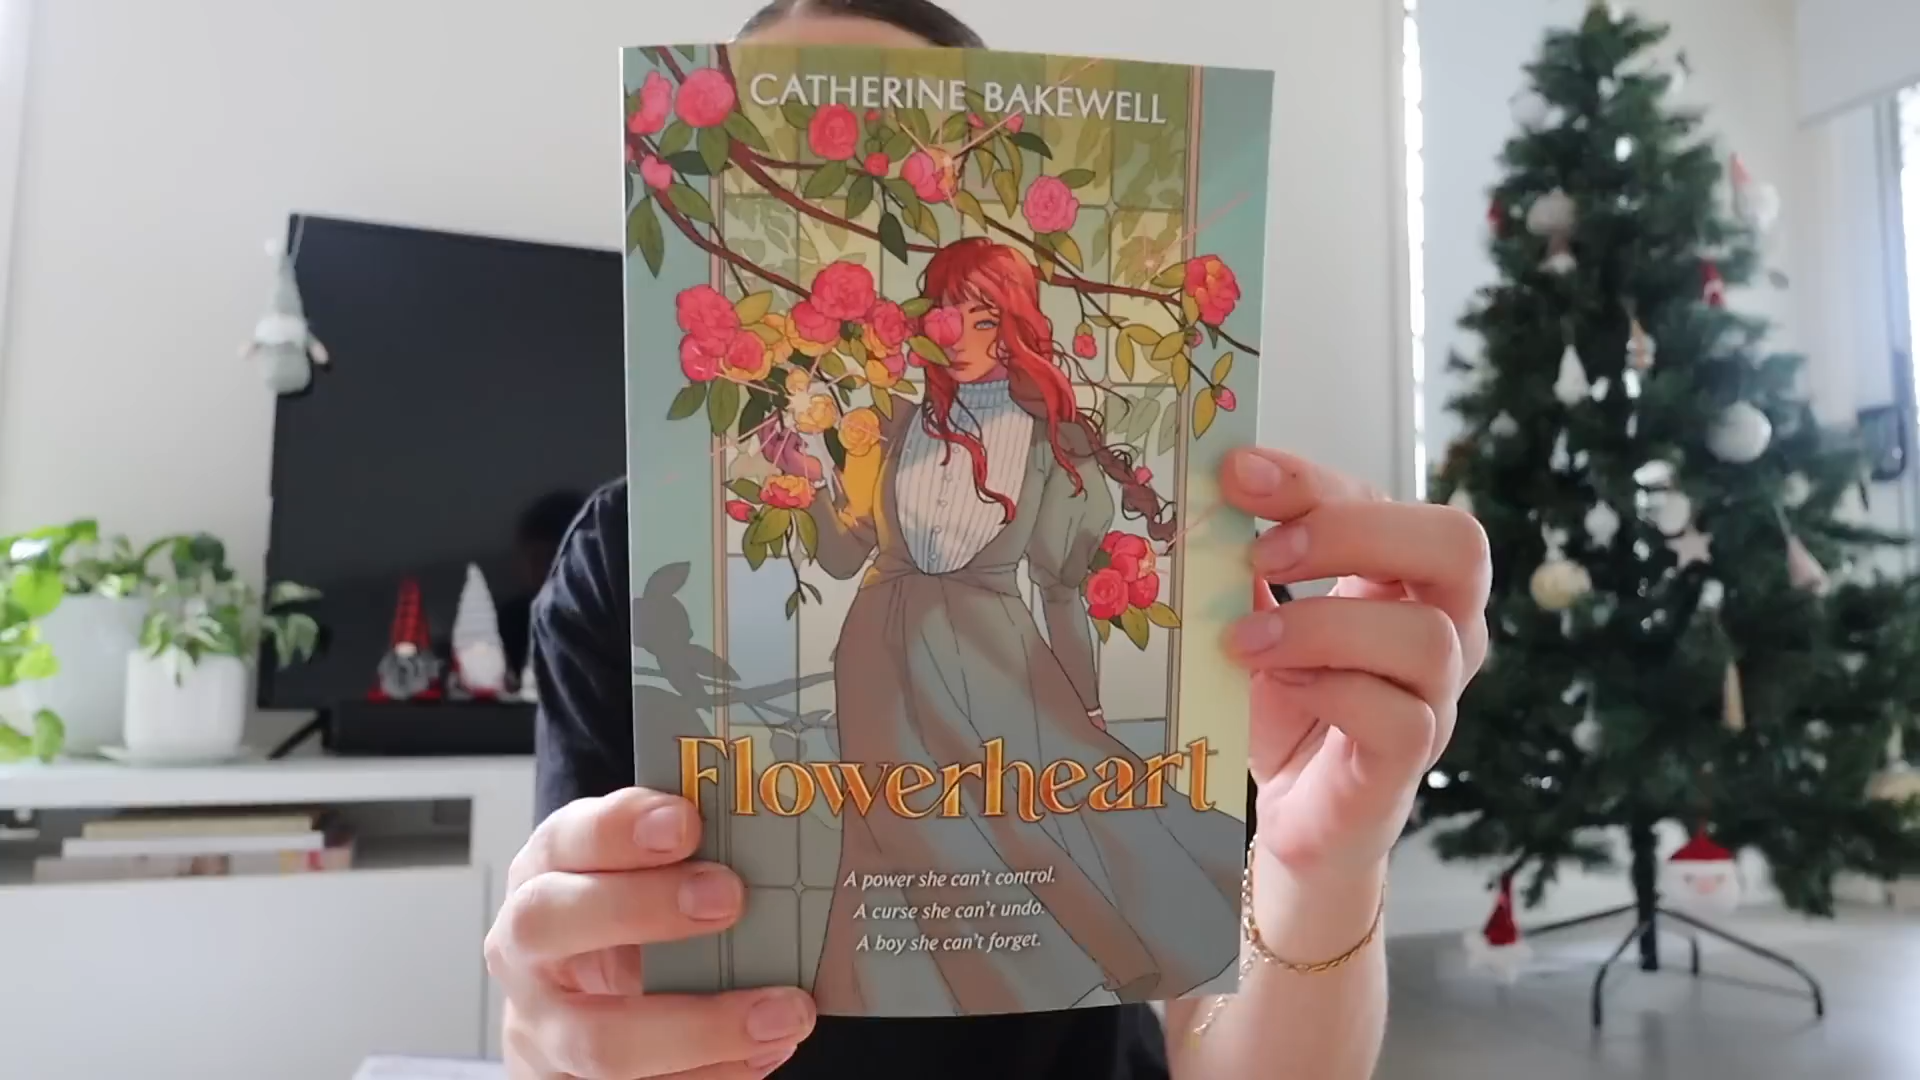 CATHERINE BAKEWELL
Flowerheart
A power she can't control.
A curse she can't undo.
A boy she can't forget.